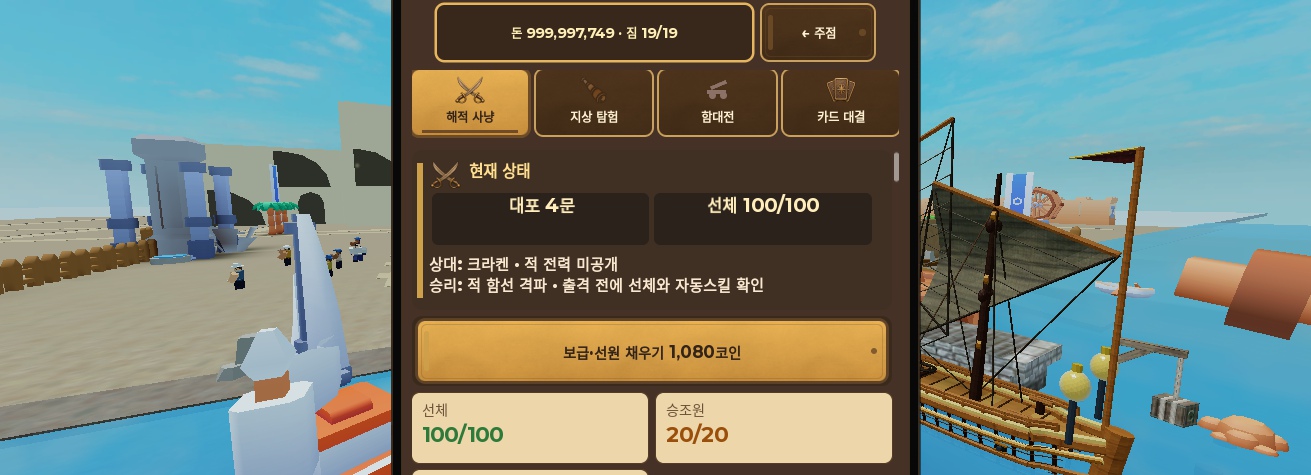 돈 999,997,749 · 짐 19/19
← 주점
해적 사냥
지상 탐험
함대전
카드 대결
현재 상태
대포 4문
선체 100/100
상대: 크라켄 • 적 전력 미공개
승리: 적 함선 격파 • 출격 전에 선체와 자동스킬 확인
보급·선원 채우기 1,080코인
선체
100/100
승조원
20/20